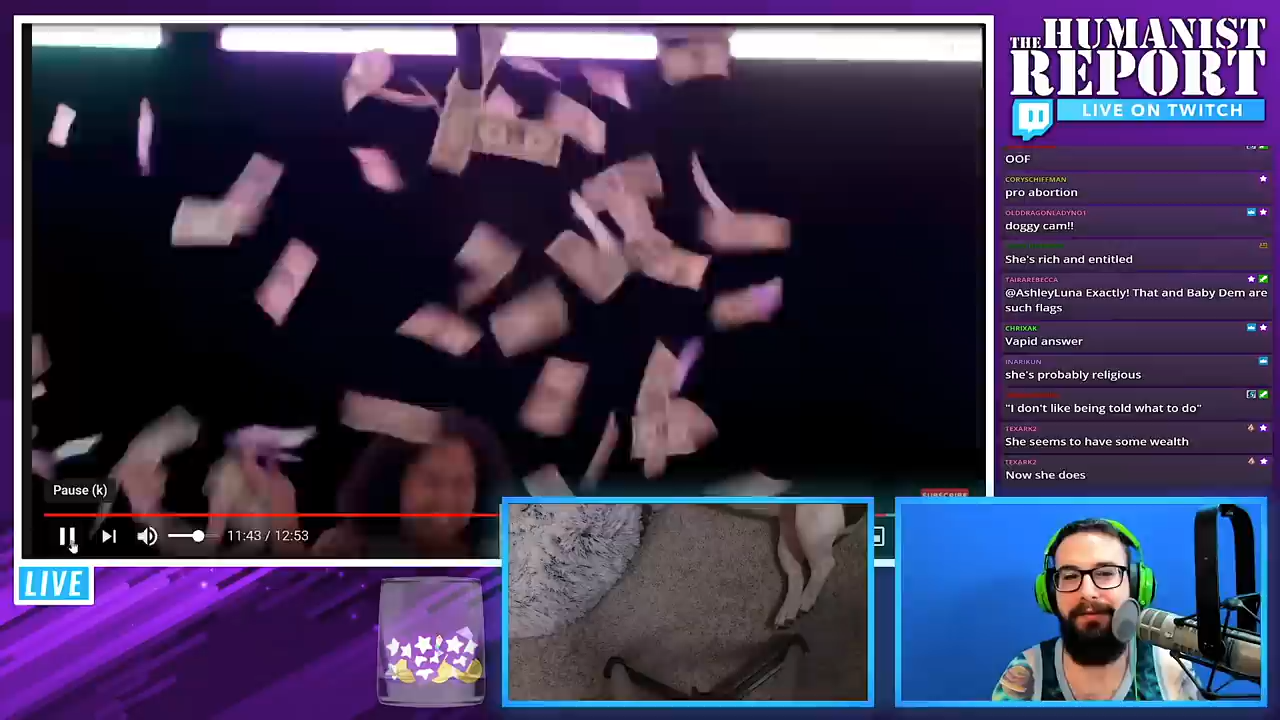 THE HUMANIST
REPORT
LIVE ON TWITCH
OOF
CORYSCHIFFMAN
pro abortion
OLDDRAGONLADYNO1
doggy cam!!
She's rich and entitled
TAIRAREBECCA
@AshleyLuna Exactly! That and Baby Dem are
such flags
CHRIXAK
Vapid answer
INARIKUN
she's probably religious
"I don't like being told what to do"
TEXARK2
She seems to have some wealth
TEXARK2
Now she does
Pause (k)
SUBSCRIBE
11:43 / 12:53
LIVE